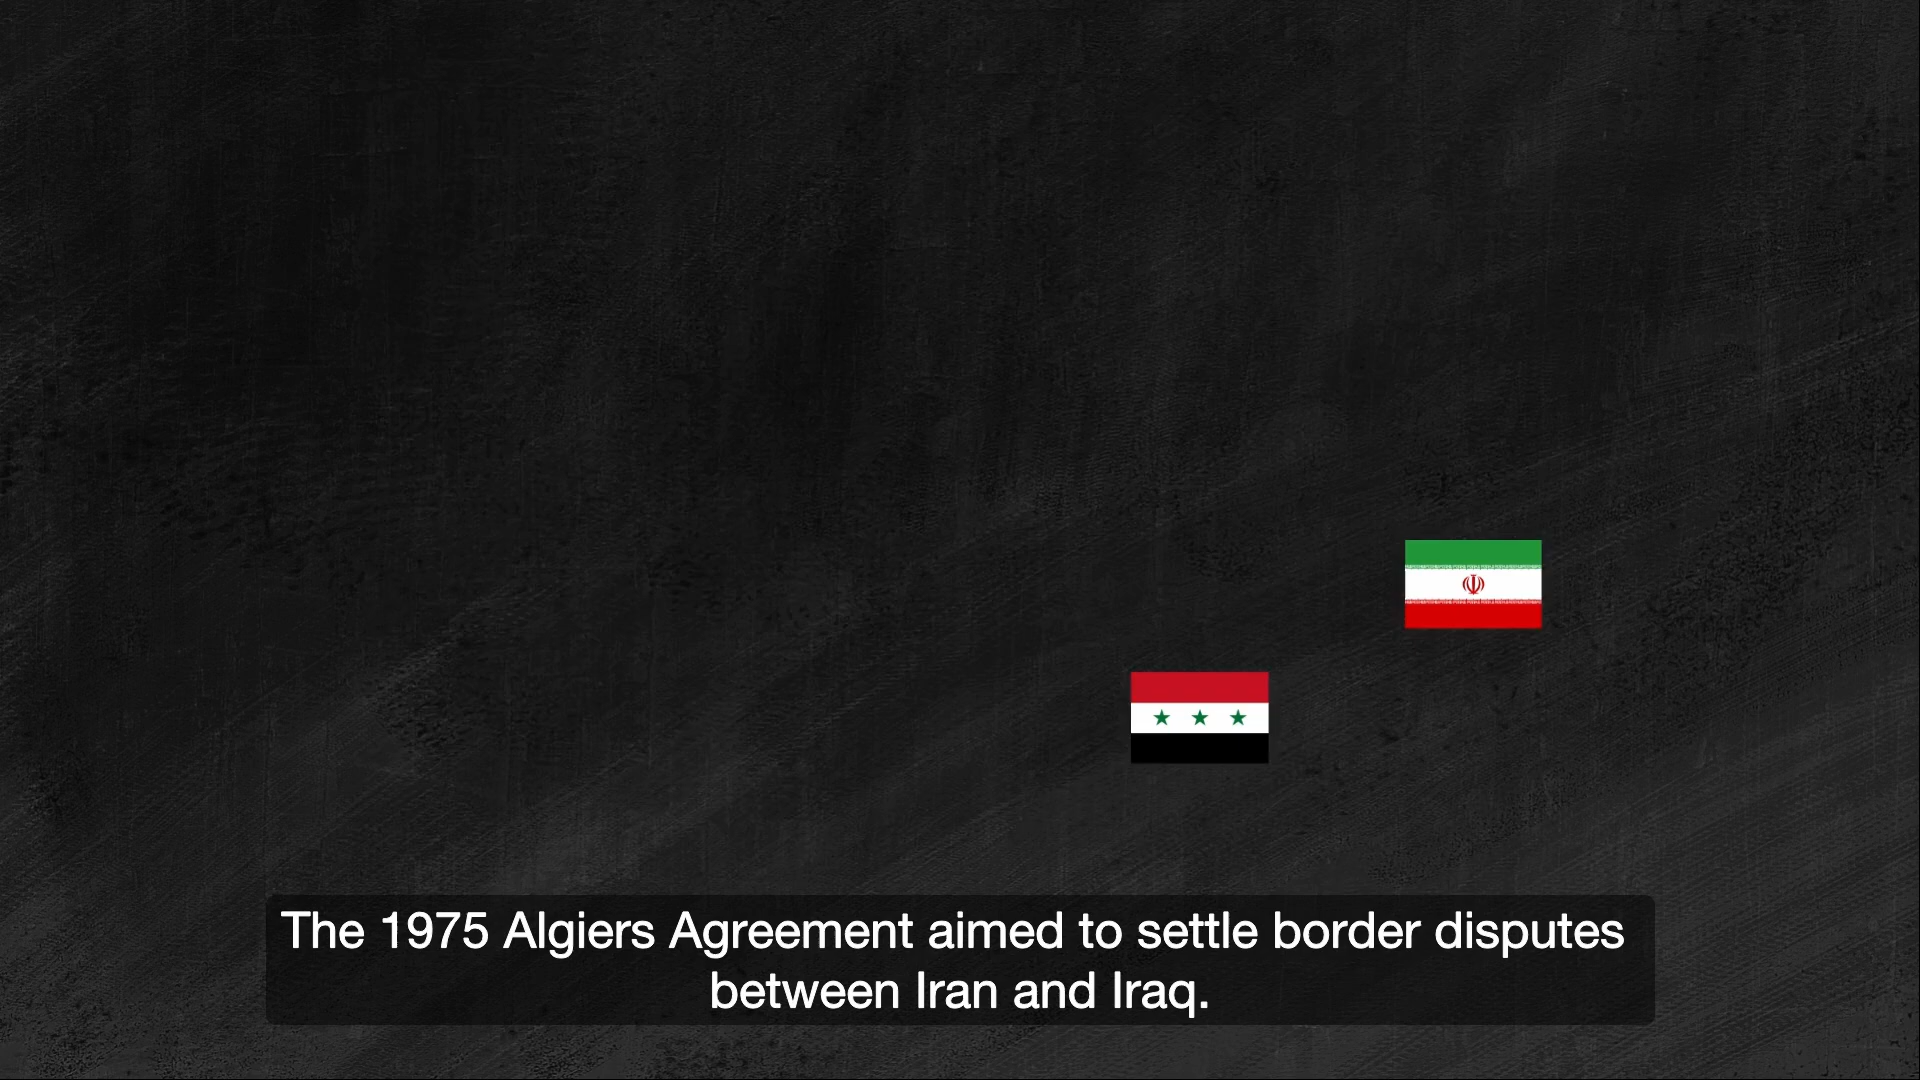 The 1975 Algiers Agreement aimed to settle border disputes
between Iran and Iraq.